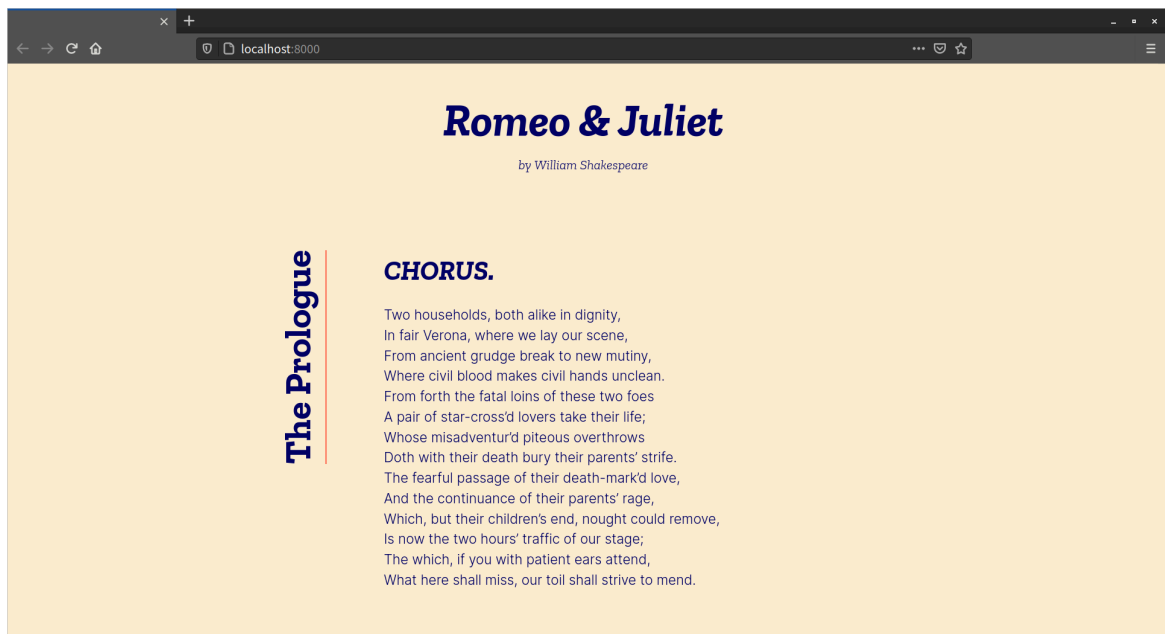 localhost:8000
Romeo & Juliet
by William Shakespeare
The Prologue
CHORUS.
Two households, both alike in dignity,
In fair Verona, where we lay our scene,
From ancient grudge break to new mutiny,
Where civil blood makes civil hands unclean.
From forth the fatal loins of these two foes
A pair of star-cross’d lovers take their life;
Whose misadventur’d piteous overthrows
Doth with their death bury their parents’ strife.
The fearful passage of their death-mark’d love,
And the continuance of their parents’ rage,
Which, but their children’s end, nought could remove,
Is now the two hours’ traffic of our stage;
The which, if you with patient ears attend,
What here shall miss, our toil shall strive to mend.